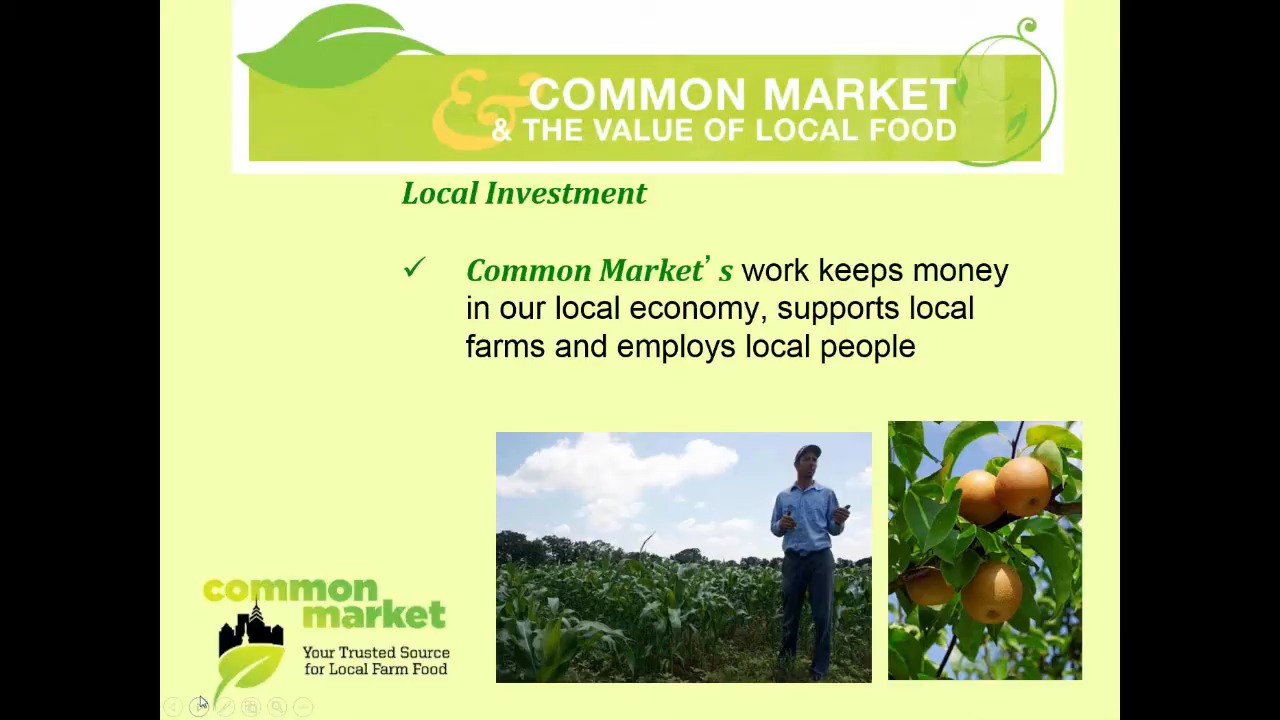 COMMON MARKET
& THE VALUE OF LOCAL FOOD
Local Investment
✓ Common Market’ s work keeps money
in our local economy, supports local
farms and employs local people
common
market
Your Trusted Source
for Local Farm Food